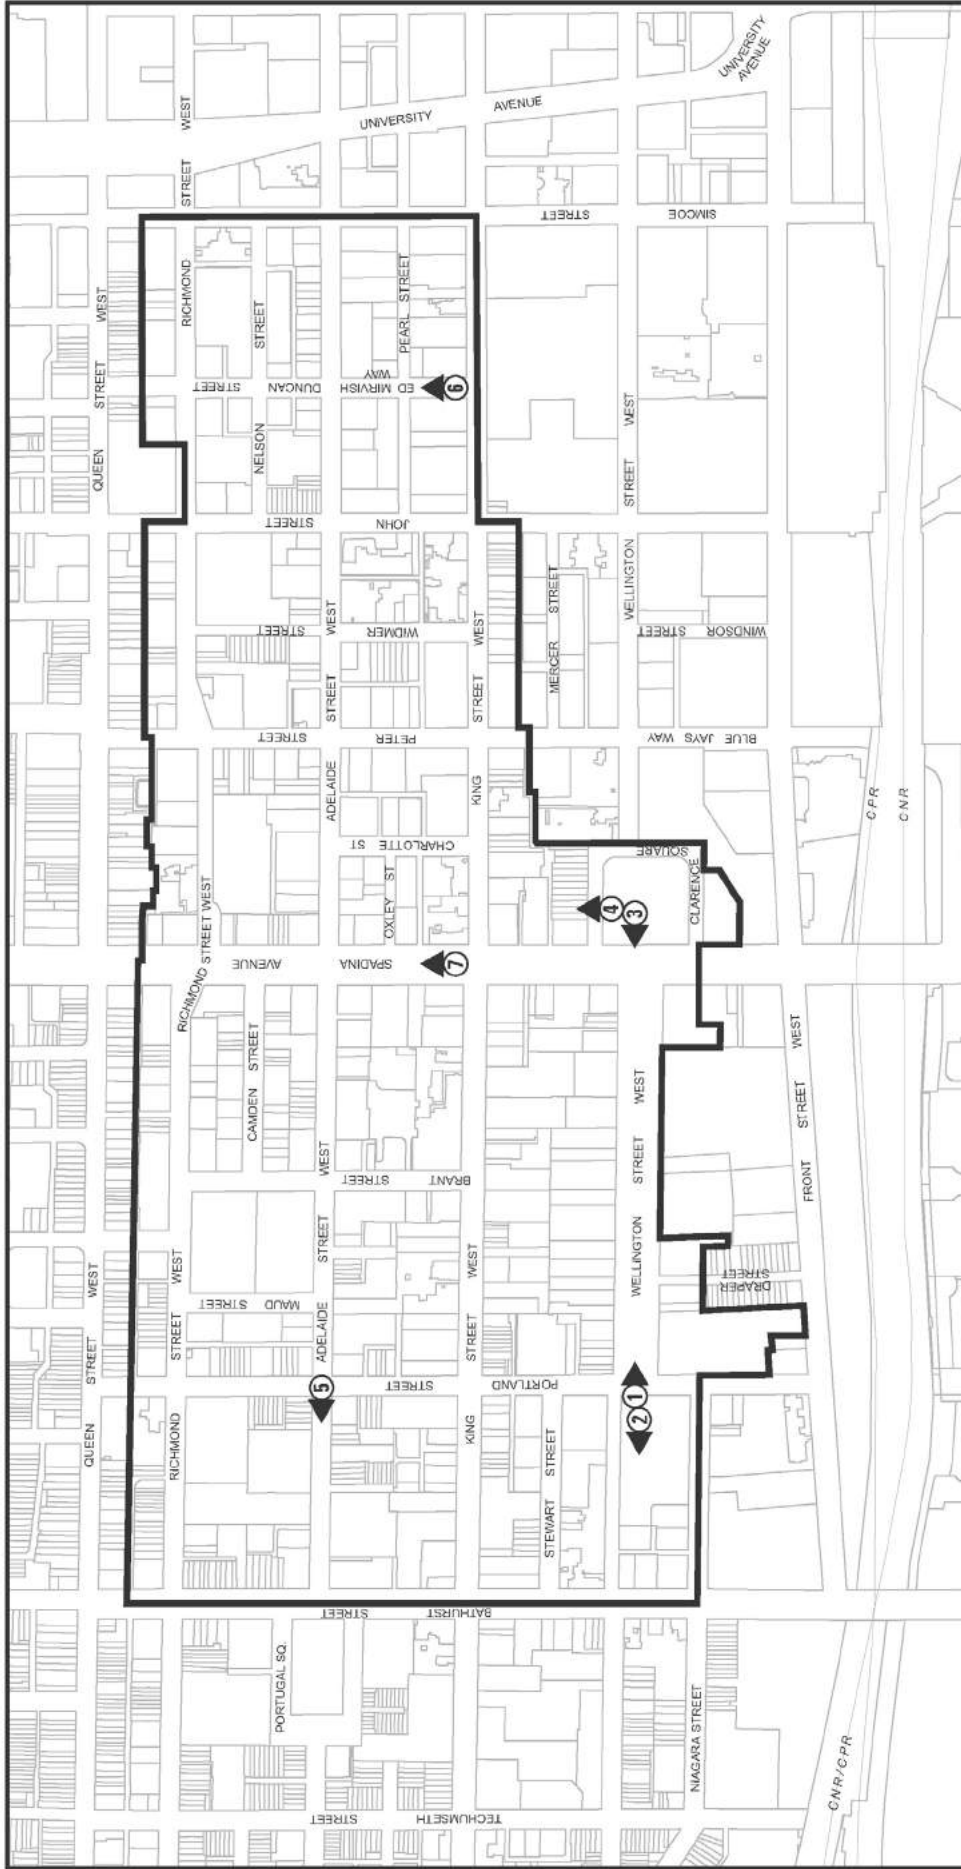 QUEEN
STREET
WEST
QUEEN
STREET
WEST
RICHMOND
STREET
WEST
RICHMOND STREET WEST
RICHMOND
STREET
WEST
PORTUGAL SQ.
CAMDEN STREET
NELSON
STREET
MAUD STREET
SPADINA AVENUE
PETER STREET
WIDMER STREET
JOHN STREET
DUNCAN STREET
ADELAIDE
STREET
WEST
ADELAIDE
STREET
WEST
5
TECHUMSETH STREET
BATHURST STREET
PORTLAND STREET
BRANT STREET
OXLEY ST
CHARLOTTE ST
ED MIRVISH
WAY
PEARL STREET
UNIVERSITY AVENUE
7
6
KING
STREET
WEST
KING
STREET
WEST
STEWART STREET
MERCER STREET
SIMCOE STREET
2
1
3
4
WELLINGTON
STREET
WEST
WELLINGTON
STREET
WEST
NIAGARA STREET
DRAPER
STREET
CLARENCE
SQUARE
BLUE JAYS WAY
WINDSOR STREET
UNIVERSITY
AVENUE
FRONT
STREET
WEST
CNR/CPR
CPR
CNR